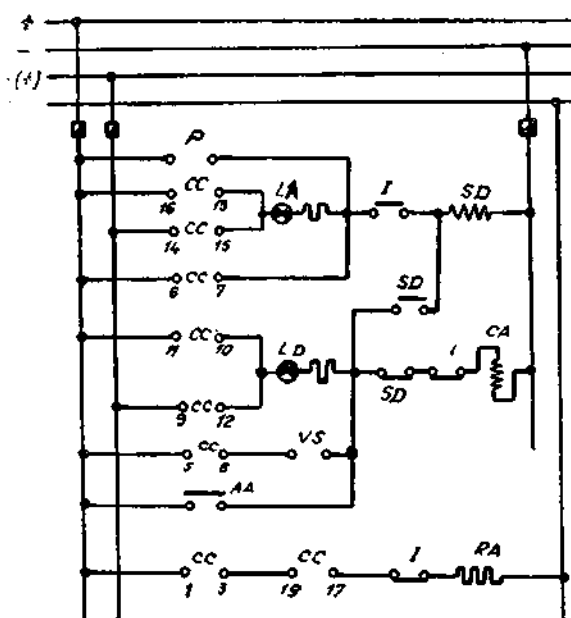 +
−
(+)
P
CC LA I SD
16 13
CC
14 15
CC SD
6 7
CC LD I CA
11 10
CC SD
9 12
CC VS
5 8
AA
CC CC I RA
1 3 19 17